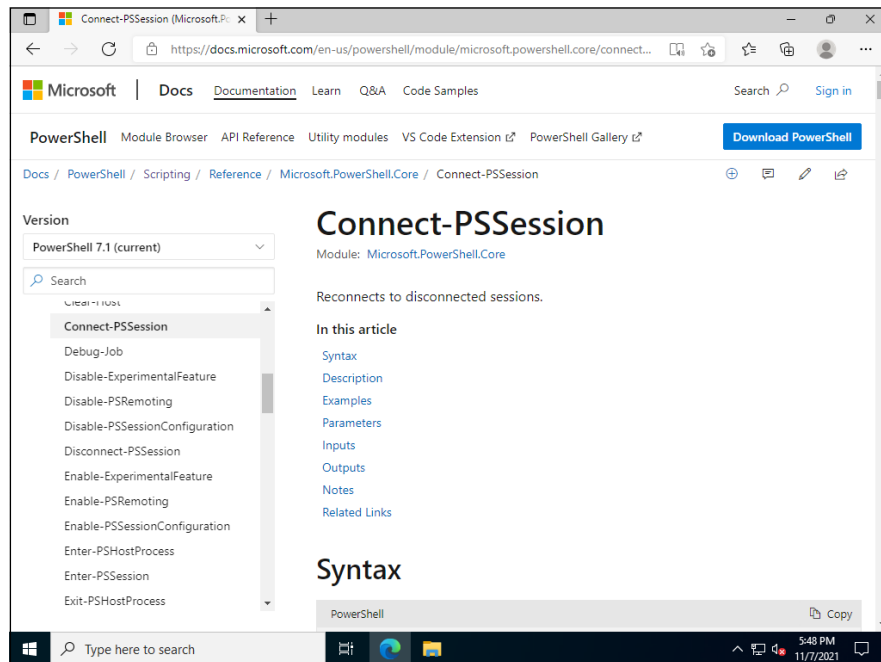 Connect-PSSession (Microsoft.Po
https://docs.microsoft.com/en-us/powershell/module/microsoft.powershell.core/connect...
Microsoft Docs Documentation Learn Q&A Code Samples Search Sign in
PowerShell Module Browser API Reference Utility modules VS Code Extension PowerShell Gallery Download PowerShell
Docs / PowerShell / Scripting / Reference / Microsoft.PowerShell.Core / Connect-PSSession
Version
PowerShell 7.1 (current)
Search
Clear-Host
Connect-PSSession
Debug-Job
Disable-ExperimentalFeature
Disable-PSRemoting
Disable-PSSessionConfiguration
Disconnect-PSSession
Enable-ExperimentalFeature
Enable-PSRemoting
Enable-PSSessionConfiguration
Enter-PSHostProcess
Enter-PSSession
Exit-PSHostProcess
Connect-PSSession
Module: Microsoft.PowerShell.Core
Reconnects to disconnected sessions.
In this article
Syntax
Description
Examples
Parameters
Inputs
Outputs
Notes
Related Links
Syntax
PowerShell Copy
Type here to search
5:48 PM
11/7/2021